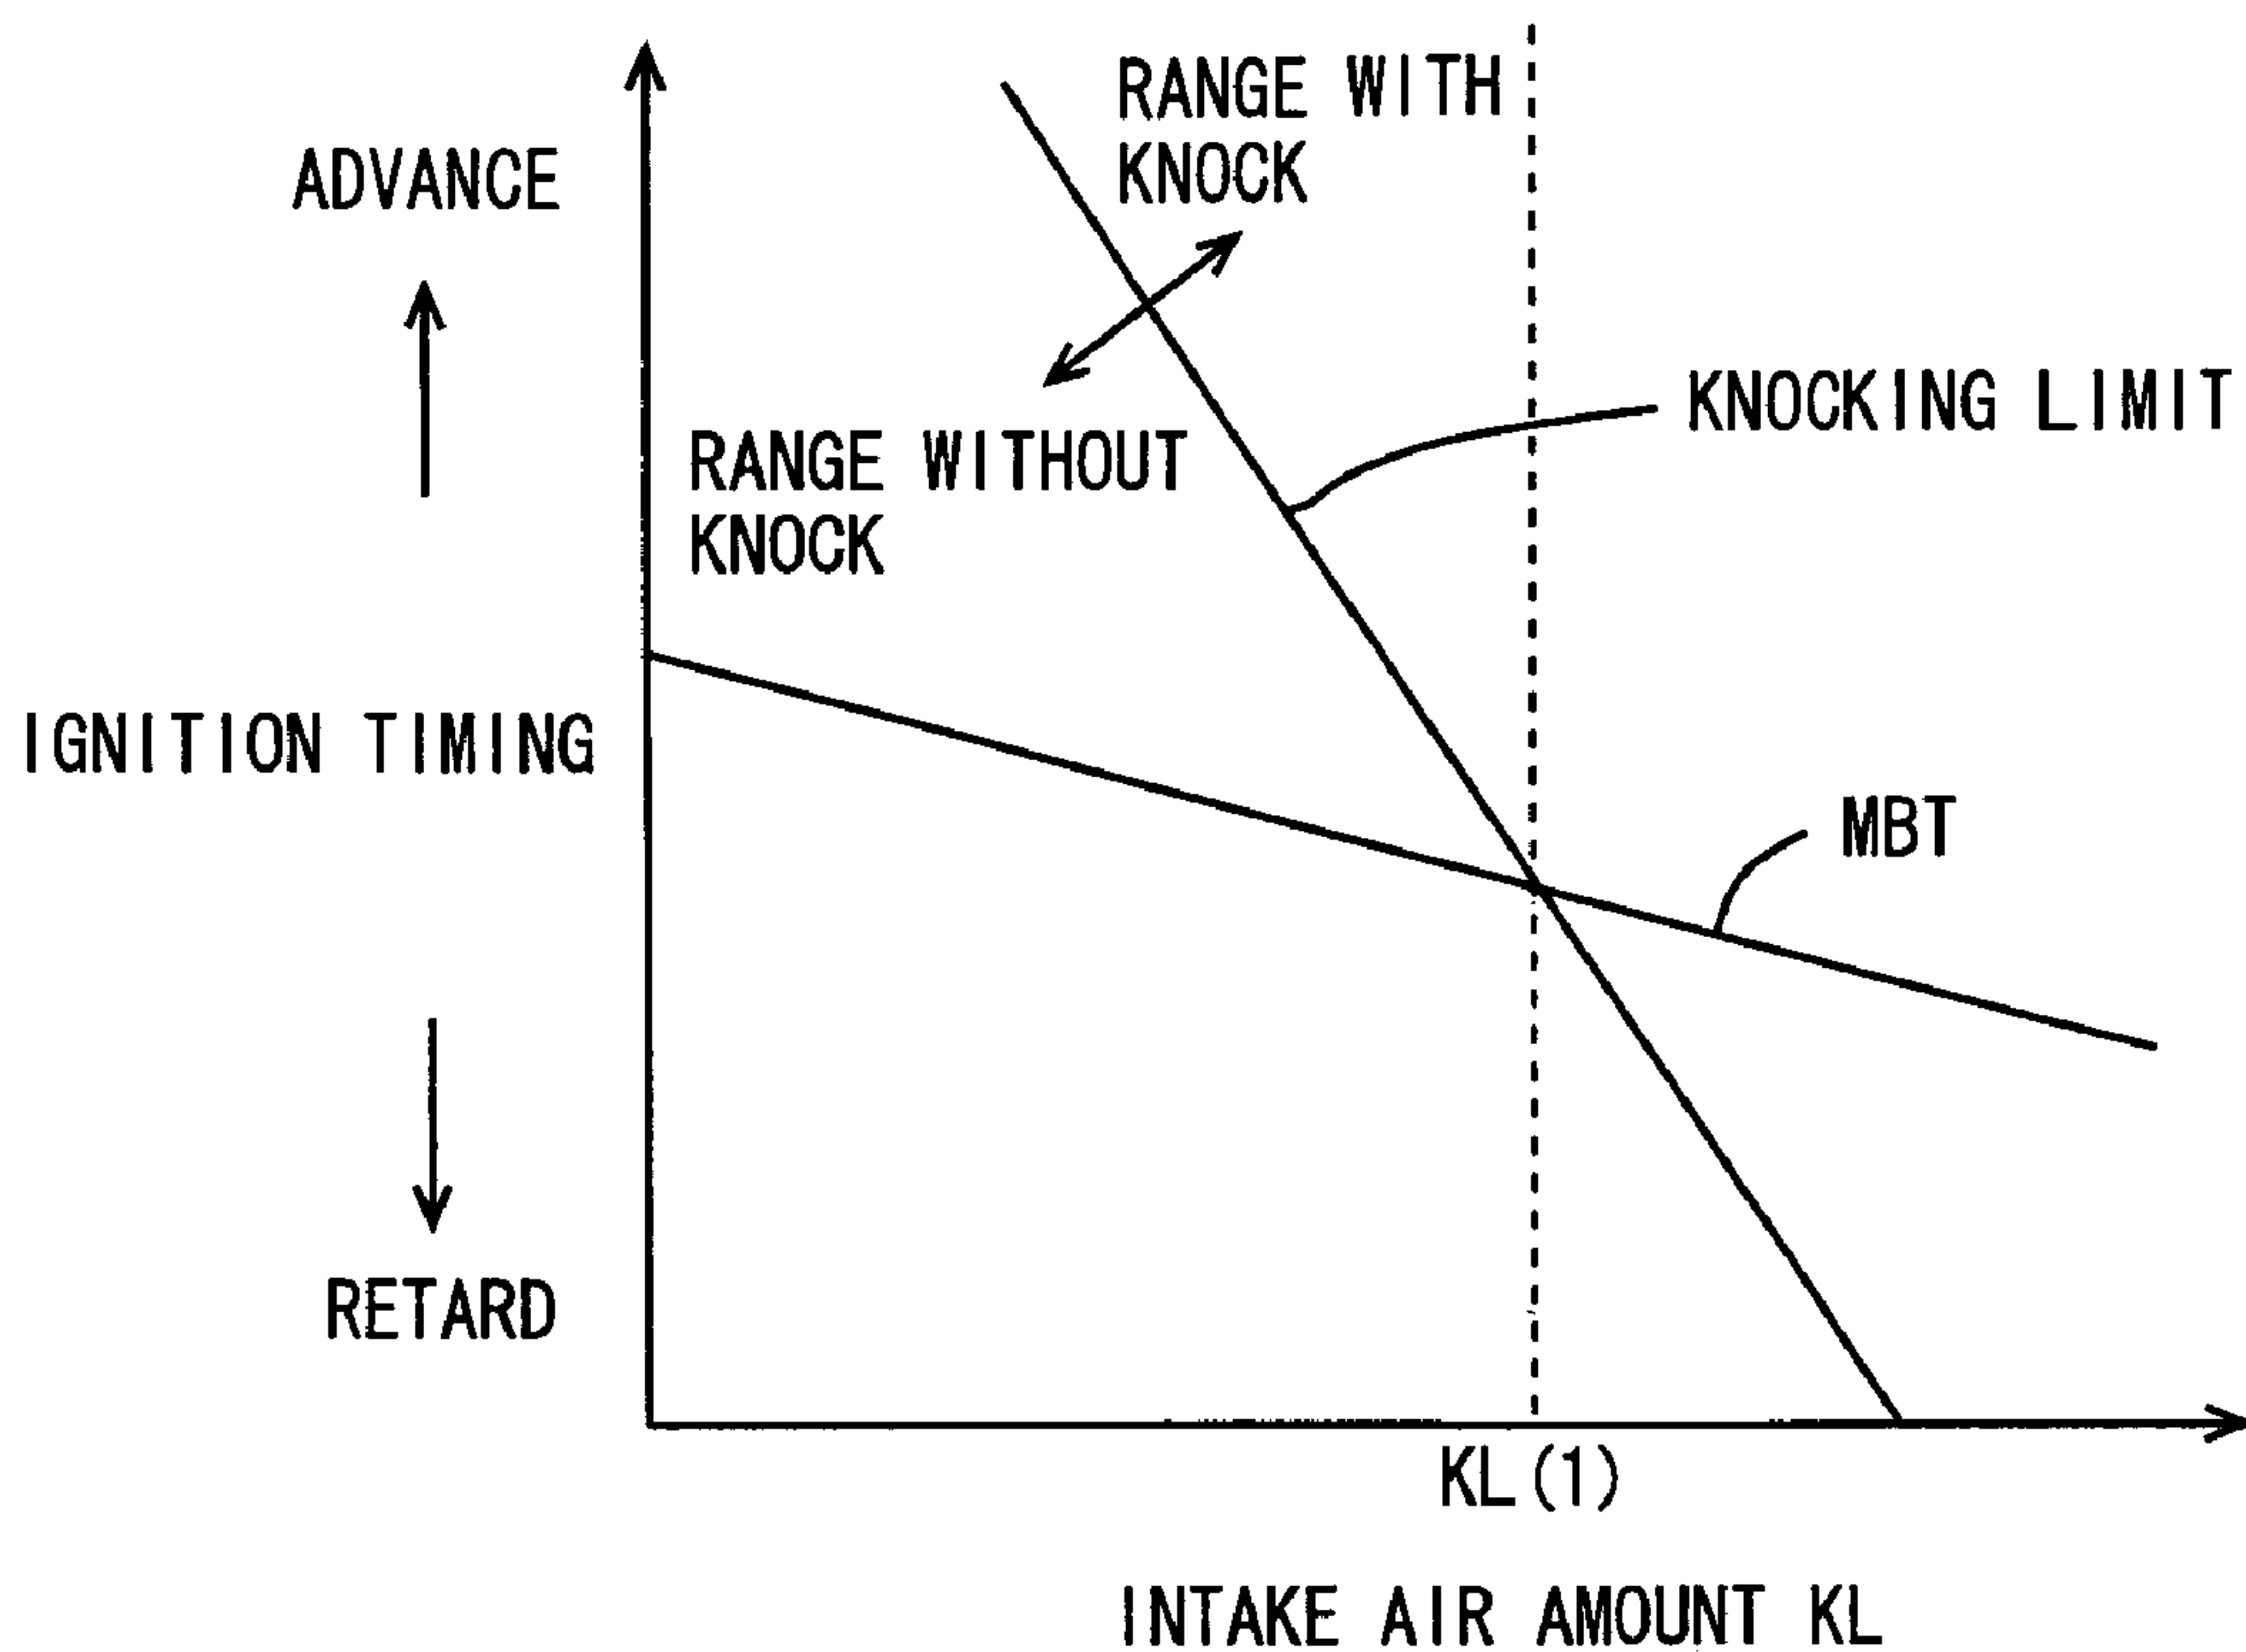 RANGE WITH
KNOCK
ADVANCE
KNOCKING LIMIT
RANGE WITHOUT
KNOCK
IGNITION TIMING
MBT
RETARD
KL(1)
INTAKE AIR AMOUNT KL